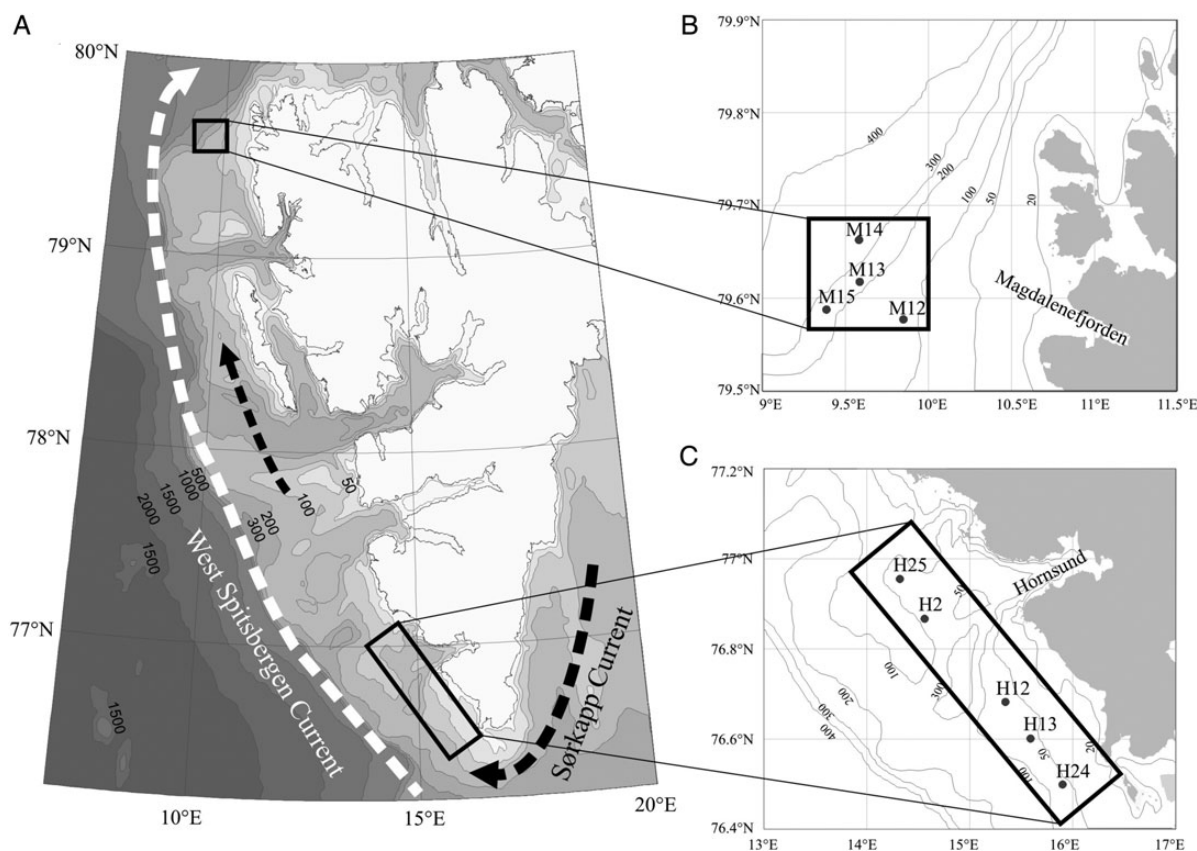 A
80°N
79°N
78°N
77°N
10°E
15°E
20°E
2000
1500
1000
500
1500
300
200
100
50
1500
West Spitsbergen Current
Sørkapp Current
B
79.9°N
79.8°N
79.7°N
79.6°N
79.5°N
9°E
9.5°E
10°E
10.5°E
11°E
11.5°E
400
300
200
100
50
20
M14
M13
M15
M12
Magdalenefjorden
C
77.2°N
77°N
76.8°N
76.6°N
76.4°N
13°E
14°E
15°E
16°E
17°E
H25
H2
H12
H13
H24
Hornsund
50
100
300
200
300
400
20
50
100